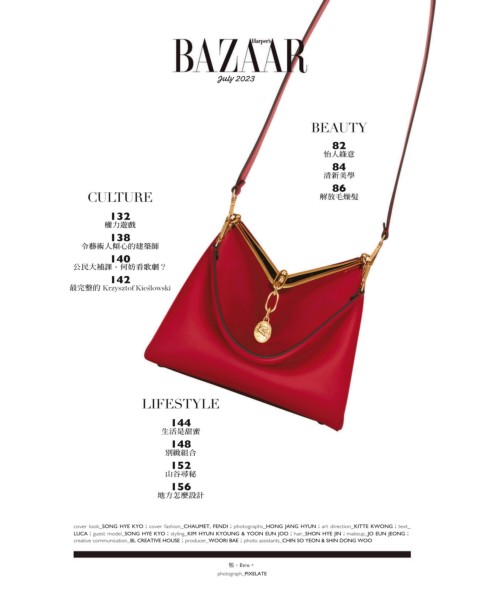 Harper's
BAZAAR
July 2023
BEAUTY
82
怡人綠意
84
清新美學
86
解放毛燥髮
CULTURE
132
權力遊戲
138
令藝術人傾心的建築師
140
公民大補課，何妨看歌劇？
142
最完整的 Krzysztof Kieślowski
LIFESTYLE
144
生活是甜蜜
148
別緻組合
152
山谷尋秘
156
地方怎麼設計
cover look_SONG HYE KYO；cover fashion_CHAUMET, FENDI；photographs_HONG JANG HYUN；art direction_KITTE KWONG；text_
LUCA；guest model_SONG HYE KYO；styling_KIM HYUN KYOUNG & YOON EUN JOO；hair_SHON HYE JIN；makeup_JO EUN JEONG；
creative communication_BL CREATIVE HOUSE；producer_WOORI BAE；photo assistants_CHIN SO YEON & SHIN DONG WOO
Etro。
photograph_PIXELATE